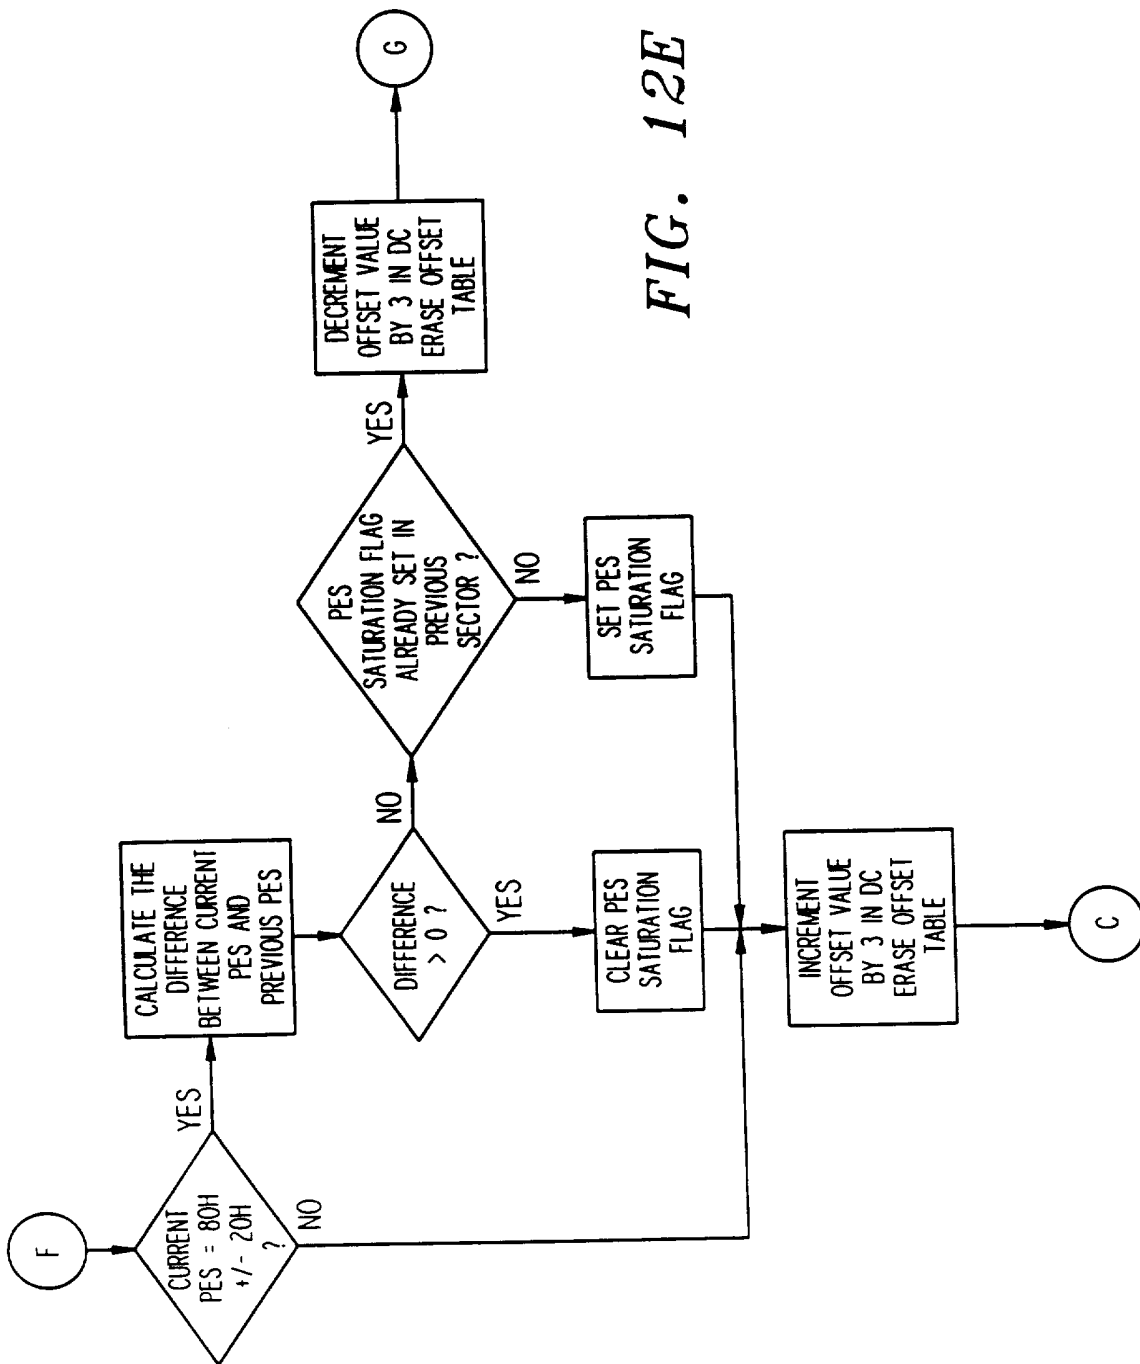 F
CURRENT
PES = 80H
+/- 20H
?
YES
NO
CALCULATE THE
DIFFERENCE
BETWEEN CURRENT
PES AND
PREVIOUS PES
DIFFERENCE
> 0 ?
NO
YES
PES
SATURATION FLAG
ALREADY SET IN
PREVIOUS
SECTOR ?
YES
NO
DECREMENT
OFFSET VALUE
BY 3 IN DC
ERASE OFFSET
TABLE
G
CLEAR PES
SATURATION
FLAG
SET PES
SATURATION
FLAG
INCREMENT
OFFSET VALUE
BY 3 IN DC
ERASE OFFSET
TABLE
C
FIG. 12E